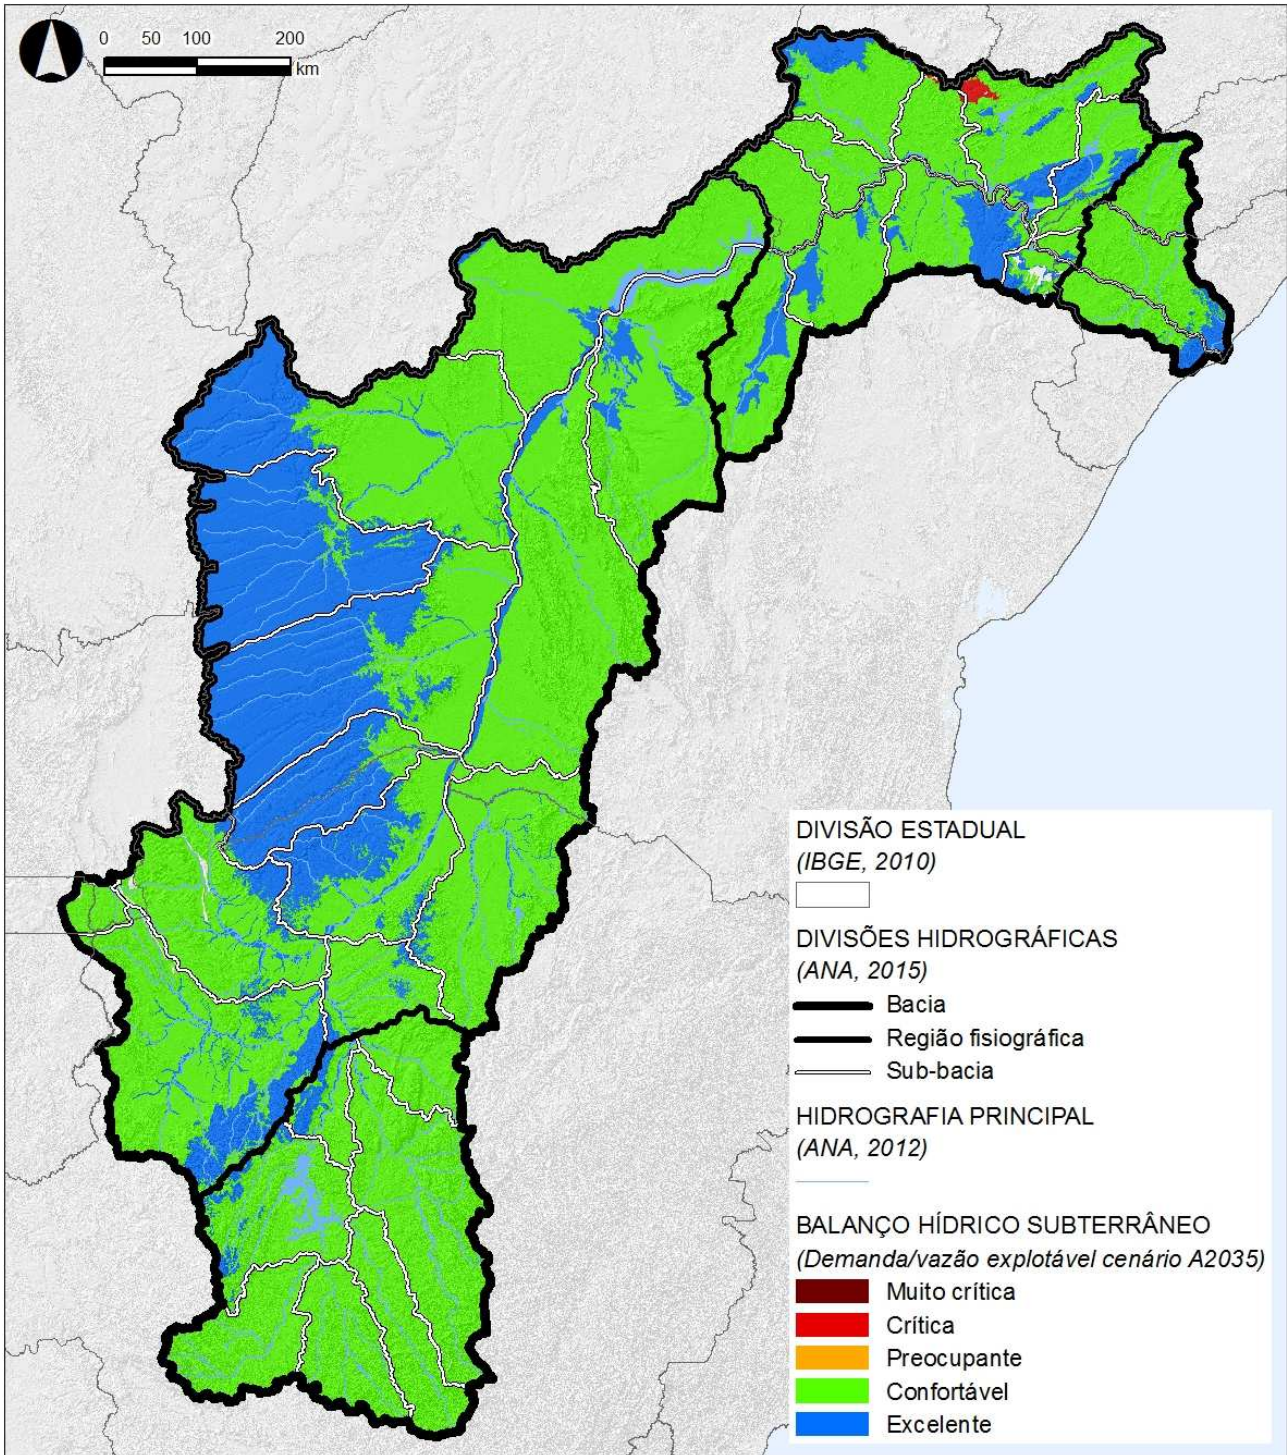 0 50 100 200
km
DIVISÃO ESTADUAL
(IBGE, 2010)
DIVISÕES HIDROGRÁFICAS
(ANA, 2015)
Bacia
Região fisiográfica
Sub-bacia
HIDROGRAFIA PRINCIPAL
(ANA, 2012)
BALANÇO HÍDRICO SUBTERRÂNEO
(Demanda/vazão explotável cenário A2035)
Muito crítica
Crítica
Preocupante
Confortável
Excelente